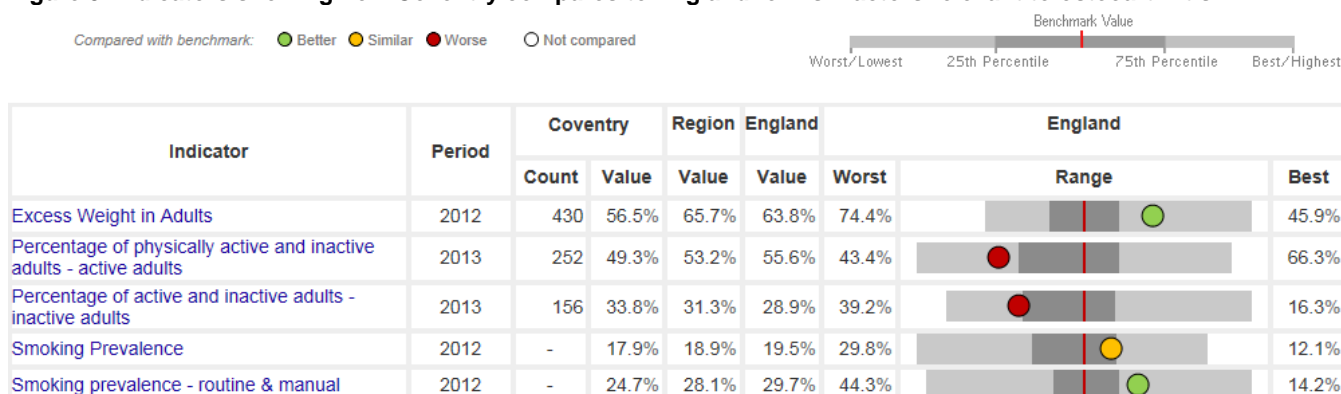 Compared with benchmark: Better Similar Worse Not compared
Benchmark Value
Worst/Lowest 25th Percentile 75th Percentile Best/Highest
Indicator Period Coventry Region England England
Count Value Value Value Worst Range Best
Excess Weight in Adults 2012 430 56.5% 65.7% 63.8% 74.4% 45.9%
Percentage of physically active and inactive
adults - active adults 2013 252 49.3% 53.2% 55.6% 43.4% 66.3%
Percentage of active and inactive adults -
inactive adults 2013 156 33.8% 31.3% 28.9% 39.2% 16.3%
Smoking Prevalence 2012 - 17.9% 18.9% 19.5% 29.8% 12.1%
Smoking prevalence - routine & manual 2012 - 24.7% 28.1% 29.7% 44.3% 14.2%